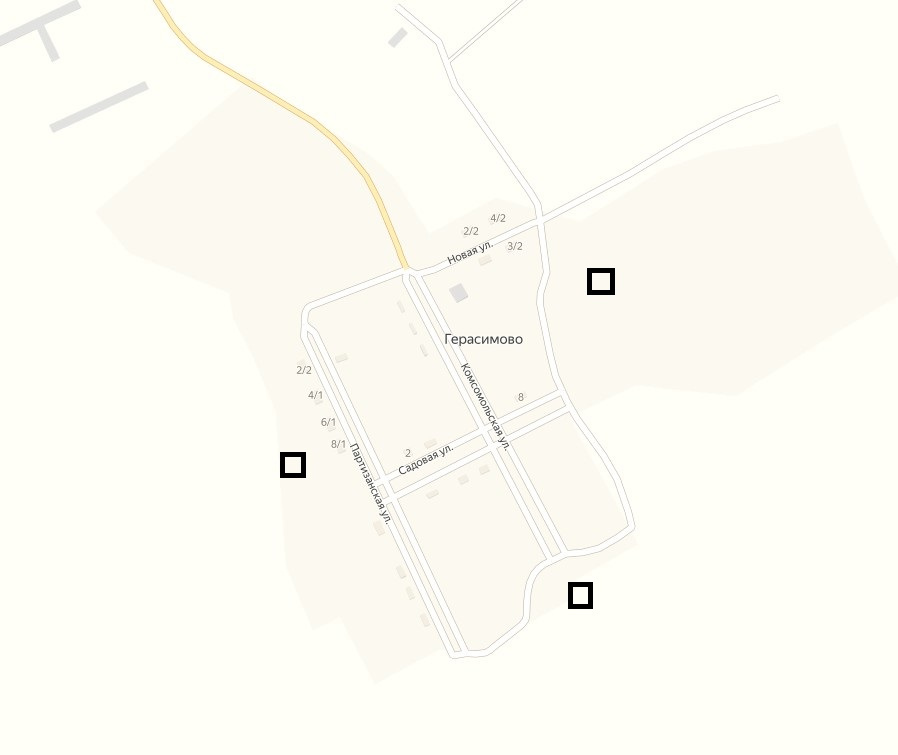 4/2
2/2
3/2
Новая ул.
Герасимово
2/2
4/1
6/1
8/1
Комсомольская ул.
8
2
Садовая ул.
Партизанская ул.